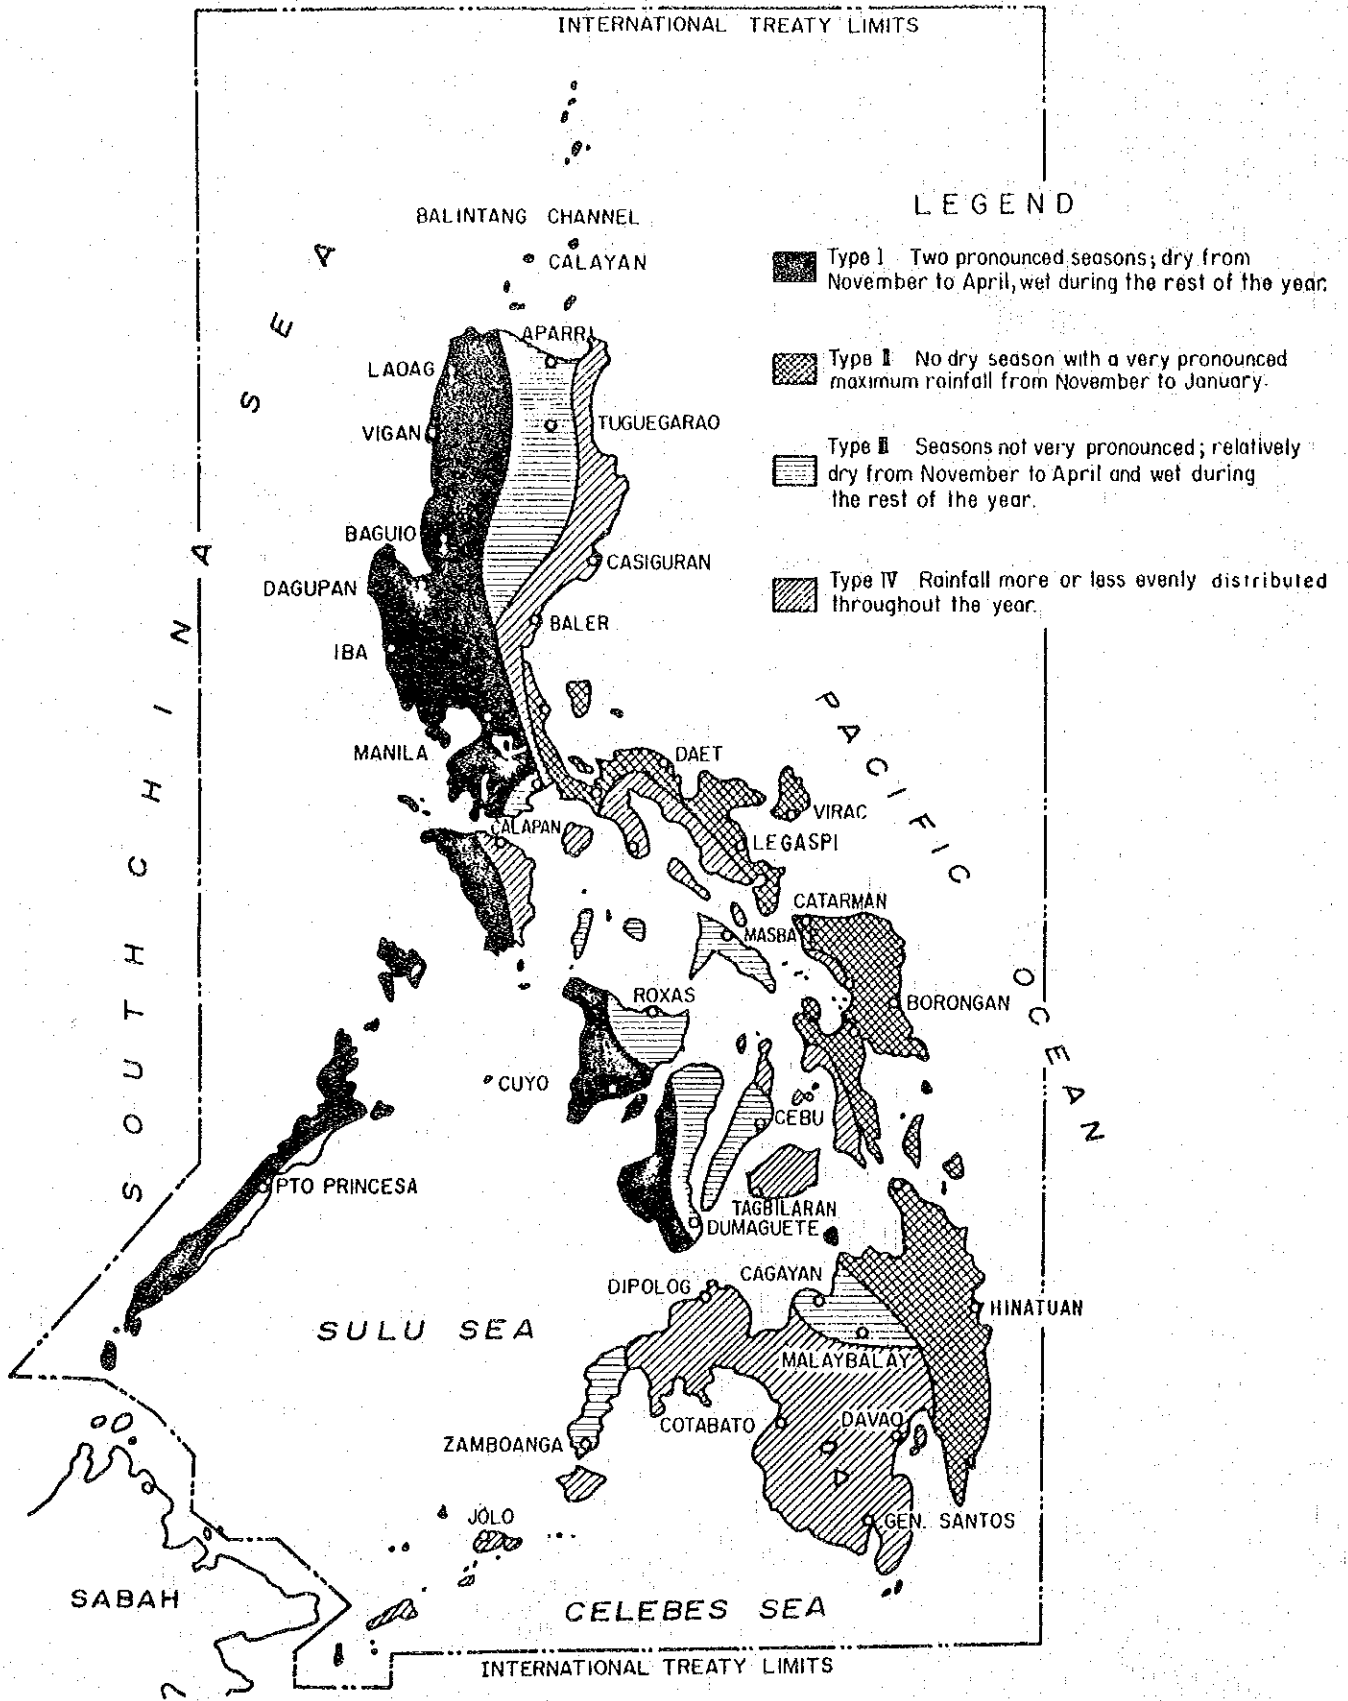 INTERNATIONAL TREATY LIMITS
LEGEND
BALINTANG CHANNEL
CALAYAN
Type I Two pronounced seasons; dry from
November to April, wet during the rest of the year.
APARRI
LAOAG
Type II No dry season with a very pronounced
maximum rainfall from November to January.
VIGAN
TUGUEGARAO
Type II Seasons not very pronounced; relatively
dry from November to April and wet during
the rest of the year.
BAGUIO
CASIGURAN
DAGUPAN
Type IV Rainfall more or less evenly distributed
throughout the year.
BALER
IBA
SOUTH CHINA SEA
PACIFIC OCEAN
MANILA
DAET
VIRAC
CALAPAN
LEGASPI
CATARMAN
MASBA
ROXAS
BORONGAN
CUYO
CEBU
PTO PRINCESA
TAGBILARAN
DUMAGUETE
CAGAYAN
DIPOLOG
HINATUAN
SULU SEA
MALAYBALAY
COTABATO
DAVAO
ZAMBOANGA
JOLO
GEN. SANTOS
SABAH
CELEBES SEA
INTERNATIONAL TREATY LIMITS